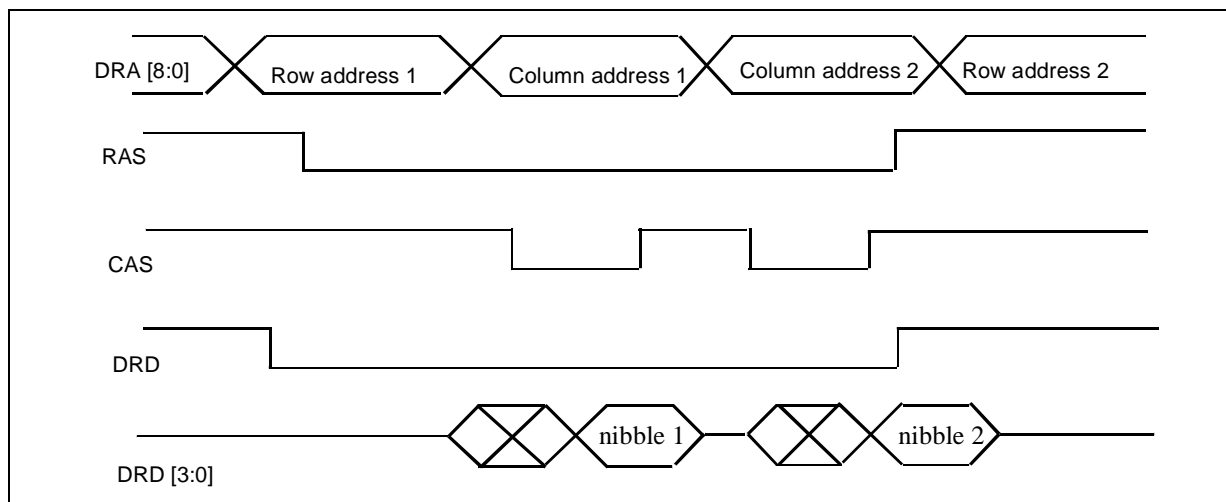 DRA [8:0] Row address 1 Column address 1 Column address 2 Row address 2
RAS
CAS
DRD
nibble 1 nibble 2
DRD [3:0]